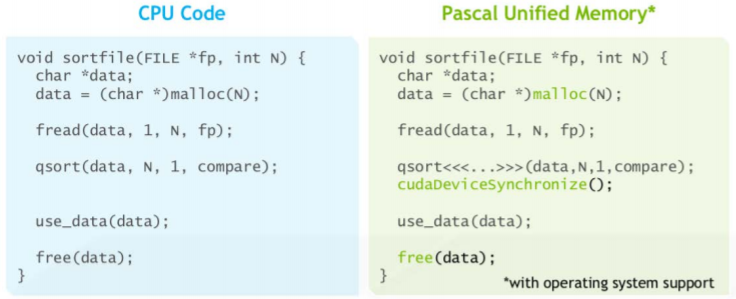 CPU Code
void sortfile(FILE *fp, int N) {
  char *data;
  data = (char *)malloc(N);

  fread(data, 1, N, fp);

  qsort(data, N, 1, compare);


  use_data(data);

  free(data);
}
Pascal Unified Memory*
void sortfile(FILE *fp, int N) {
  char *data;
  data = (char *)malloc(N);

  fread(data, 1, N, fp);

  qsort<<<...>>>(data,N,1,compare);
  cudaDeviceSynchronize();

  use_data(data);

  free(data);
}
*with operating system support